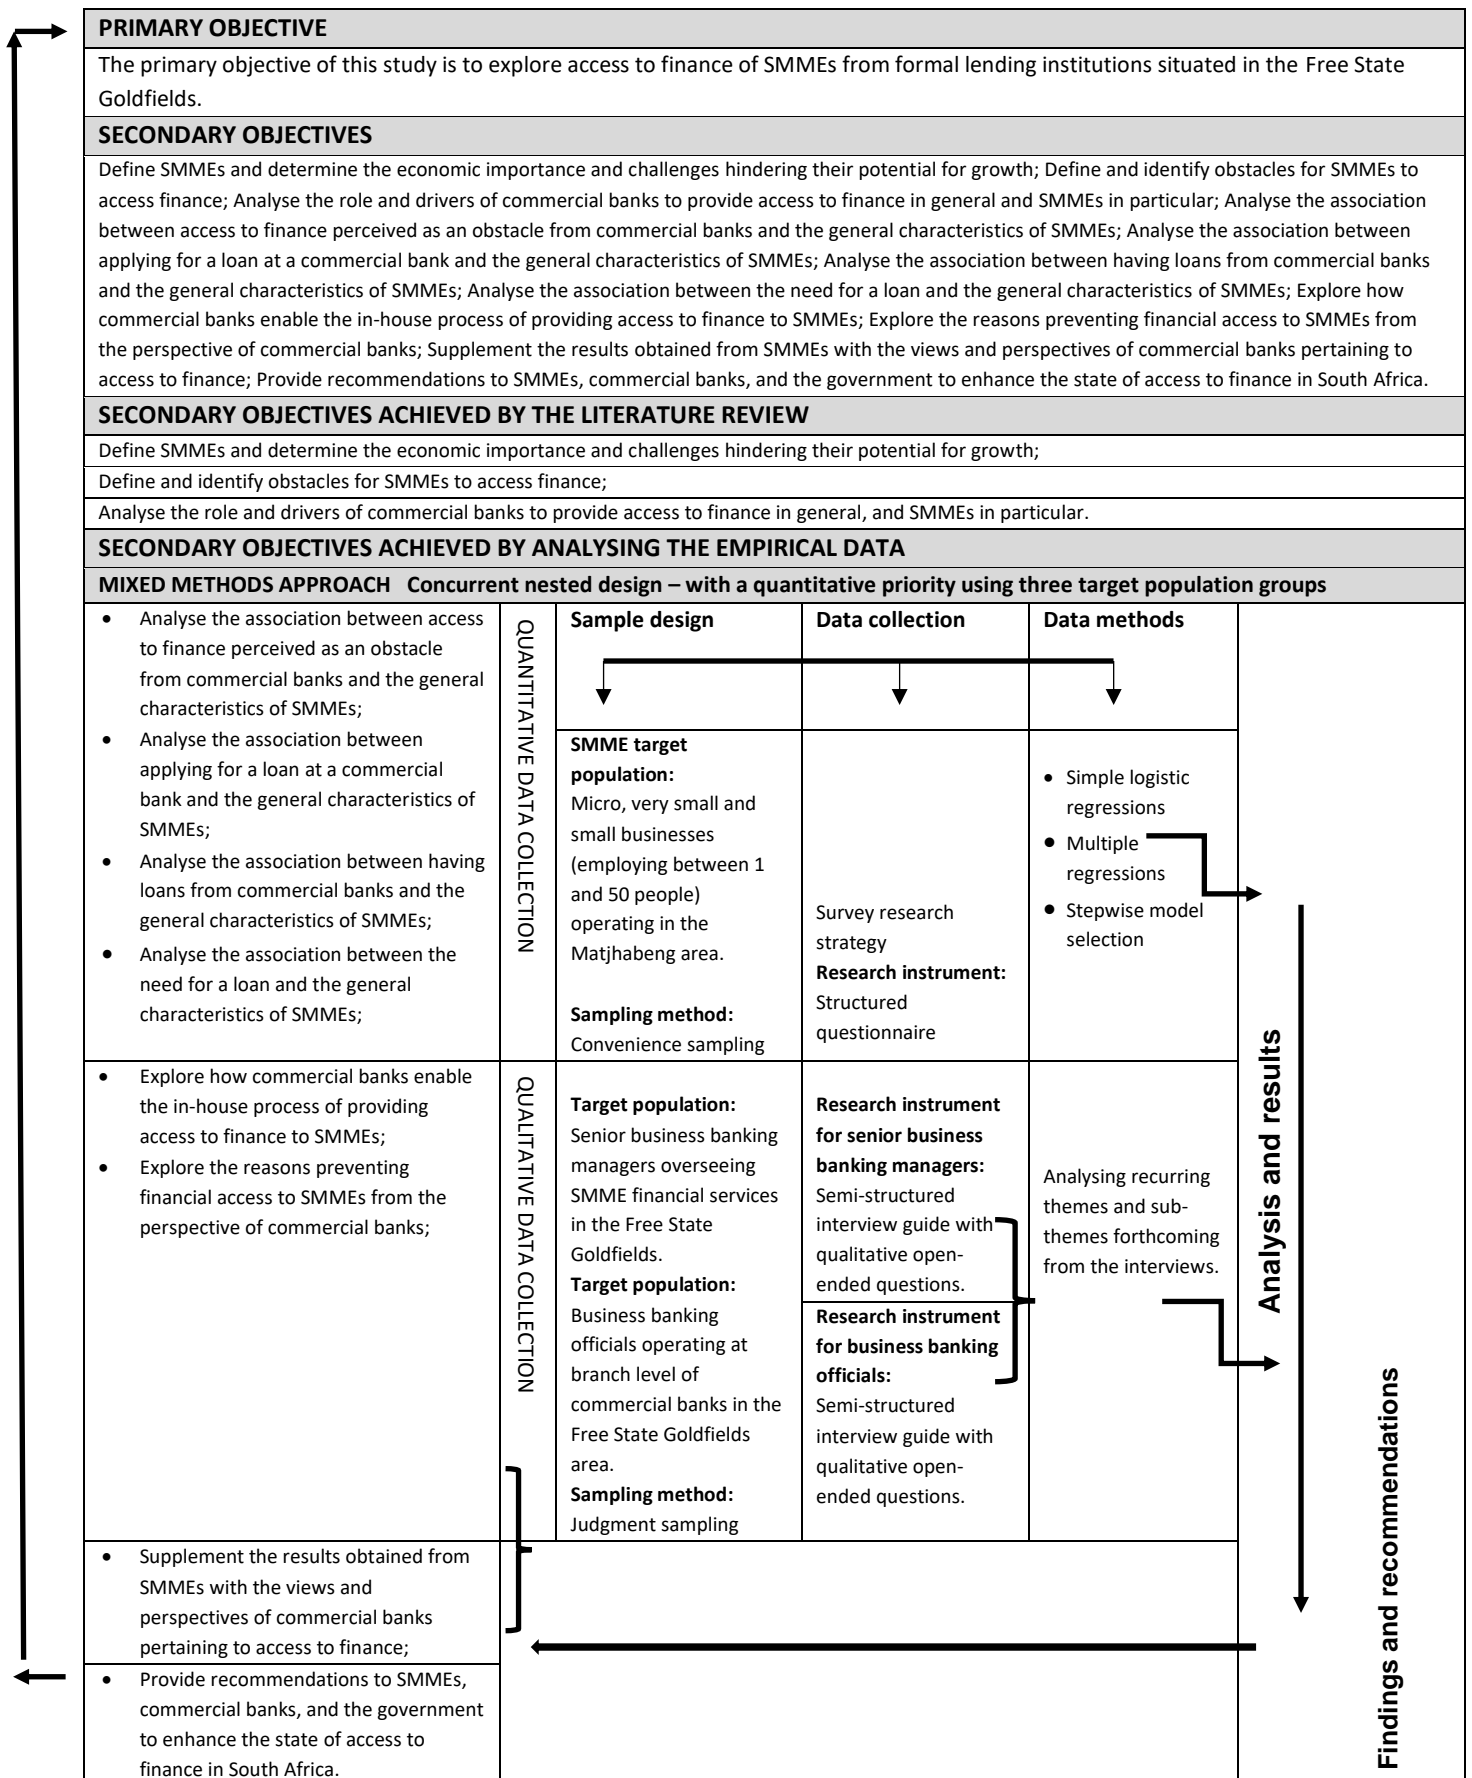 PRIMARY OBJECTIVE
The primary objective of this study is to explore access to finance of SMMEs from formal lending institutions situated in the Free State
Goldfields.
SECONDARY OBJECTIVES
Define SMMEs and determine the economic importance and challenges hindering their potential for growth; Define and identify obstacles for SMMEs to
access finance; Analyse the role and drivers of commercial banks to provide access to finance in general and SMMEs in particular; Analyse the association
between access to finance perceived as an obstacle from commercial banks and the general characteristics of SMMEs; Analyse the association between
applying for a loan at a commercial bank and the general characteristics of SMMEs; Analyse the association between having loans from commercial banks
and the general characteristics of SMMEs; Analyse the association between the need for a loan and the general characteristics of SMMEs; Explore how
commercial banks enable the in-house process of providing access to finance to SMMEs; Explore the reasons preventing financial access to SMMEs from
the perspective of commercial banks; Supplement the results obtained from SMMEs with the views and perspectives of commercial banks pertaining to
access to finance; Provide recommendations to SMMEs, commercial banks, and the government to enhance the state of access to finance in South Africa.
SECONDARY OBJECTIVES ACHIEVED BY THE LITERATURE REVIEW
Define SMMEs and determine the economic importance and challenges hindering their potential for growth;
Define and identify obstacles for SMMEs to access finance;
Analyse the role and drivers of commercial banks to provide access to finance in general, and SMMEs in particular.
SECONDARY OBJECTIVES ACHIEVED BY ANALYSING THE EMPIRICAL DATA
MIXED METHODS APPROACH Concurrent nested design – with a quantitative priority using three target population groups
• Analyse the association between access
to finance perceived as an obstacle
from commercial banks and the general
characteristics of SMMEs;
• Analyse the association between
applying for a loan at a commercial
bank and the general characteristics of
SMMEs;
• Analyse the association between having
loans from commercial banks and the
general characteristics of SMMEs;
• Analyse the association between the
need for a loan and the general
characteristics of SMMEs;
QUANTITATIVE DATA COLLECTION
Sample design
Data collection
Data methods
SMME target
population:
Micro, very small and
small businesses
(employing between 1
and 50 people)
operating in the
Matjhabeng area.
Sampling method:
Convenience sampling
Survey research
strategy
Research instrument:
Structured
questionnaire
• Simple logistic
regressions
• Multiple
regressions
• Stepwise model
selection
• Explore how commercial banks enable
the in-house process of providing
access to finance to SMMEs;
• Explore the reasons preventing
financial access to SMMEs from the
perspective of commercial banks;
QUALITATIVE DATA COLLECTION
Target population:
Senior business banking
managers overseeing
SMME financial services
in the Free State
Goldfields.
Target population:
Business banking
officials operating at
branch level of
commercial banks in the
Free State Goldfields
area.
Sampling method:
Judgment sampling
Research instrument
for senior business
banking managers:
Semi-structured
interview guide with
qualitative open-
ended questions.
Research instrument
for business banking
officials:
Semi-structured
interview guide with
qualitative open-
ended questions.
Analysing recurring
themes and sub-
themes forthcoming
from the interviews.
Analysis and results
• Supplement the results obtained from
SMMEs with the views and
perspectives of commercial banks
pertaining to access to finance;
• Provide recommendations to SMMEs,
commercial banks, and the government
to enhance the state of access to
finance in South Africa.
Findings and recommendations